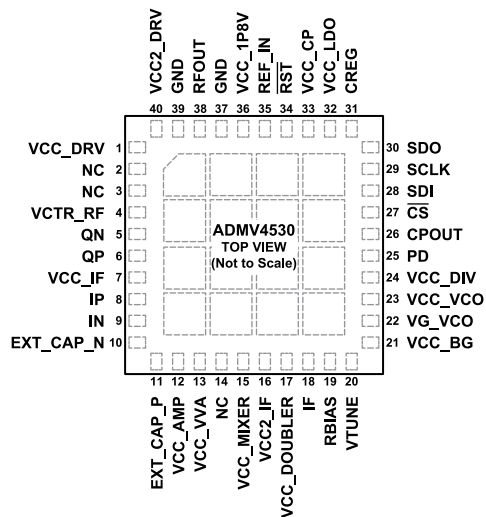 VCC2_DRV
GND
RFOUT
GND
VCC_1P8V
REF_IN
RST
VCC_CP
VCC_LDO
CREG
40 39 38 37 36 35 34 33 32 31
VCC_DRV 1
NC 2
NC 3
VCTR_RF 4
QN 5
QP 6
VCC_IF 7
IP 8
IN 9
EXT_CAP_N 10
ADMV4530
TOP VIEW
(Not to Scale)
30 SDO
29 SCLK
28 SDI
27 CS
26 CPOUT
25 PD
24 VCC_DIV
23 VCC_VCO
22 VG_VCO
21 VCC_BG
11 12 13 14 15 16 17 18 19 20
EXT_CAP_P
VCC_AMP
VCC_VVA
NC
VCC_MIXER
VCC2_IF
VCC_DOUBLER
IF
RBIAS
VTUNE